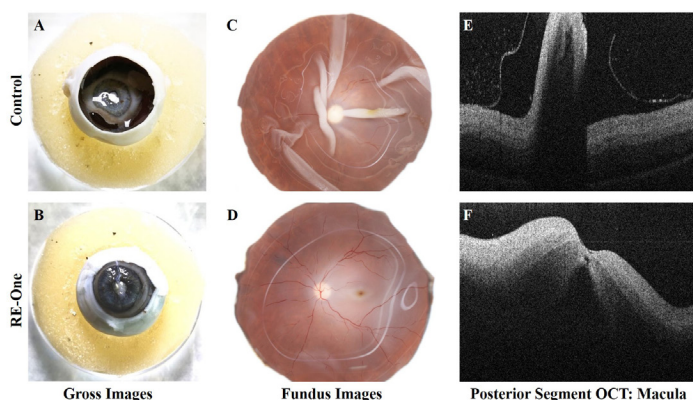 A
C
E
Control
B
D
F
RE-One
Gross Images
Fundus Images
Posterior Segment OCT: Macula